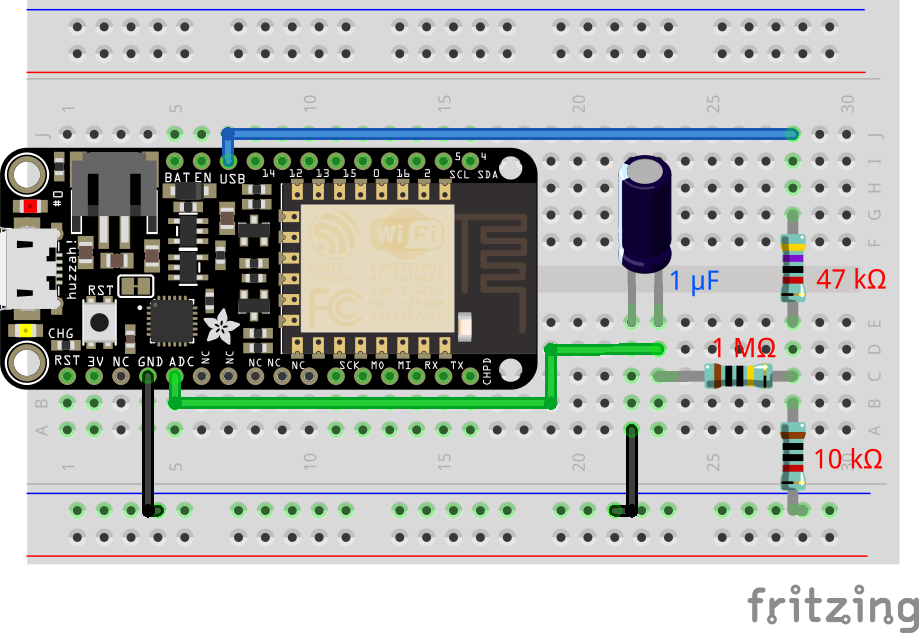 1 5 10 15 20 25 30
J J
5 4
BAT EN USB 14 12 13 15 0 16 2 SCL SDA
I
#0
H
G
WiFi
F
huzzah!
1 µF
47 kΩ
RST
FC
E E
CHG
D
1 MΩ
RST 3V NC GND ADC NC NC NC NC NC SCK MO MI RX TX CHPD
C
B B
A A
10 kΩ
1 5 10 15 20 25 30
fritzing